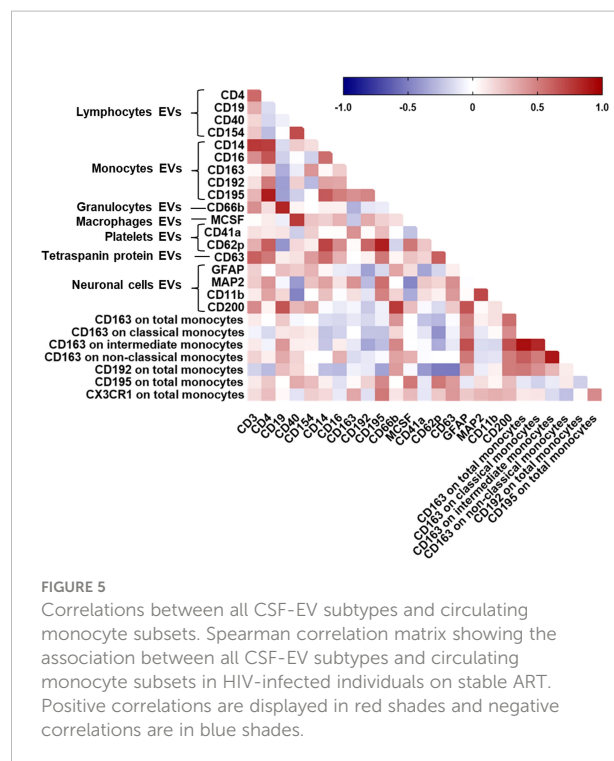 -1.0 -0.5 0 0.5 1.0
Lymphocytes EVs
CD4
CD19
CD40
CD154
Monocytes EVs
CD14
CD16
CD163
CD192
CD195
Granulocytes EVs CD66b
Macrophages EVs MCSF
Platelets EVs
CD41a
CD62p
Tetraspanin protein EVs CD63
Neuronal cells EVs
GFAP
MAP2
CD11b
CD200
CD163 on total monocytes
CD163 on classical monocytes
CD163 on intermediate monocytes
CD163 on non-classical monocytes
CD192 on total monocytes
CD195 on total monocytes
CX3CR1 on total monocytes
CD3
CD4
CD19
CD40
CD154
CD14
CD16
CD163
CD192
CD195
CD66b
MCSF
CD41a
CD62p
CD63
GFAP
MAP2
CD11b
CD200
CD163 on total monocytes
CD163 on classical monocytes
CD163 on intermediate monocytes
CD163 on non-classical monocytes
CD192 on total monocytes
CD195 on total monocytes
FIGURE 5
Correlations between all CSF-EV subtypes and circulating
monocyte subsets. Spearman correlation matrix showing the
association between all CSF-EV subtypes and circulating
monocyte subsets in HIV-infected individuals on stable ART.
Positive correlations are displayed in red shades and negative
correlations are in blue shades.